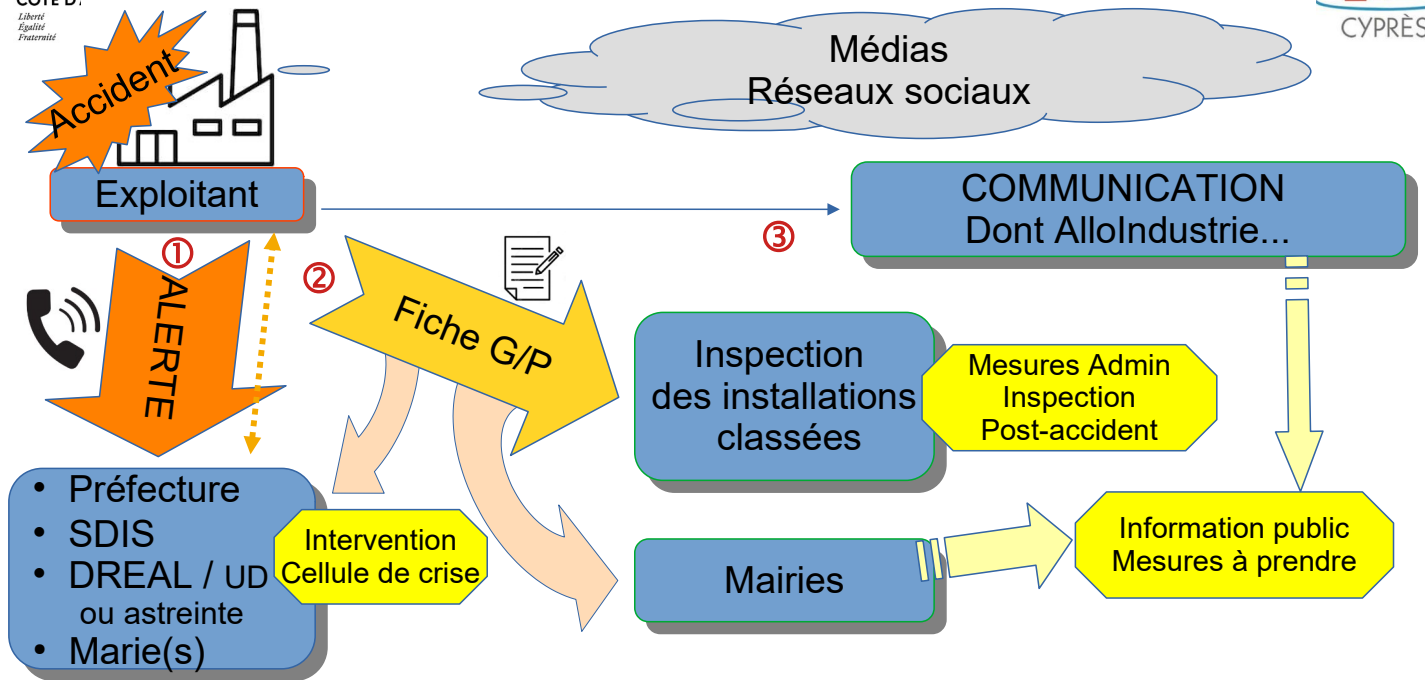 Liberté
Égalité
Fraternité
CYPRÈS
Accident
Médias
Réseaux sociaux
Exploitant
COMMUNICATION
Dont AlloIndustrie...
①
②
③
ALERTE
Fiche G/P
Inspection
des installations
classées
Mesures Admin
Inspection
Post-accident
• Préfecture
• SDIS
• DREAL / UD
ou astreinte
• Marie(s)
Intervention
Cellule de crise
Mairies
Information public
Mesures à prendre